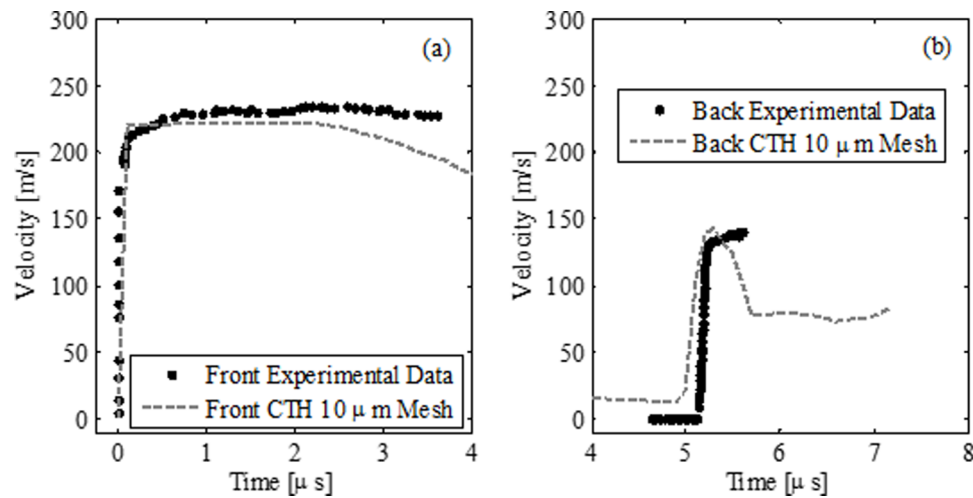 300
(a)
250
200
150
100
50
0
Velocity [m/s]
Front Experimental Data
Front CTH 10 μm Mesh
0 1 2 3 4
Time [μ s]
300
(b)
250
Back Experimental Data
Back CTH 10 μm Mesh
200
150
100
50
0
Velocity [m/s]
4 5 6 7 8
Time [μ s]